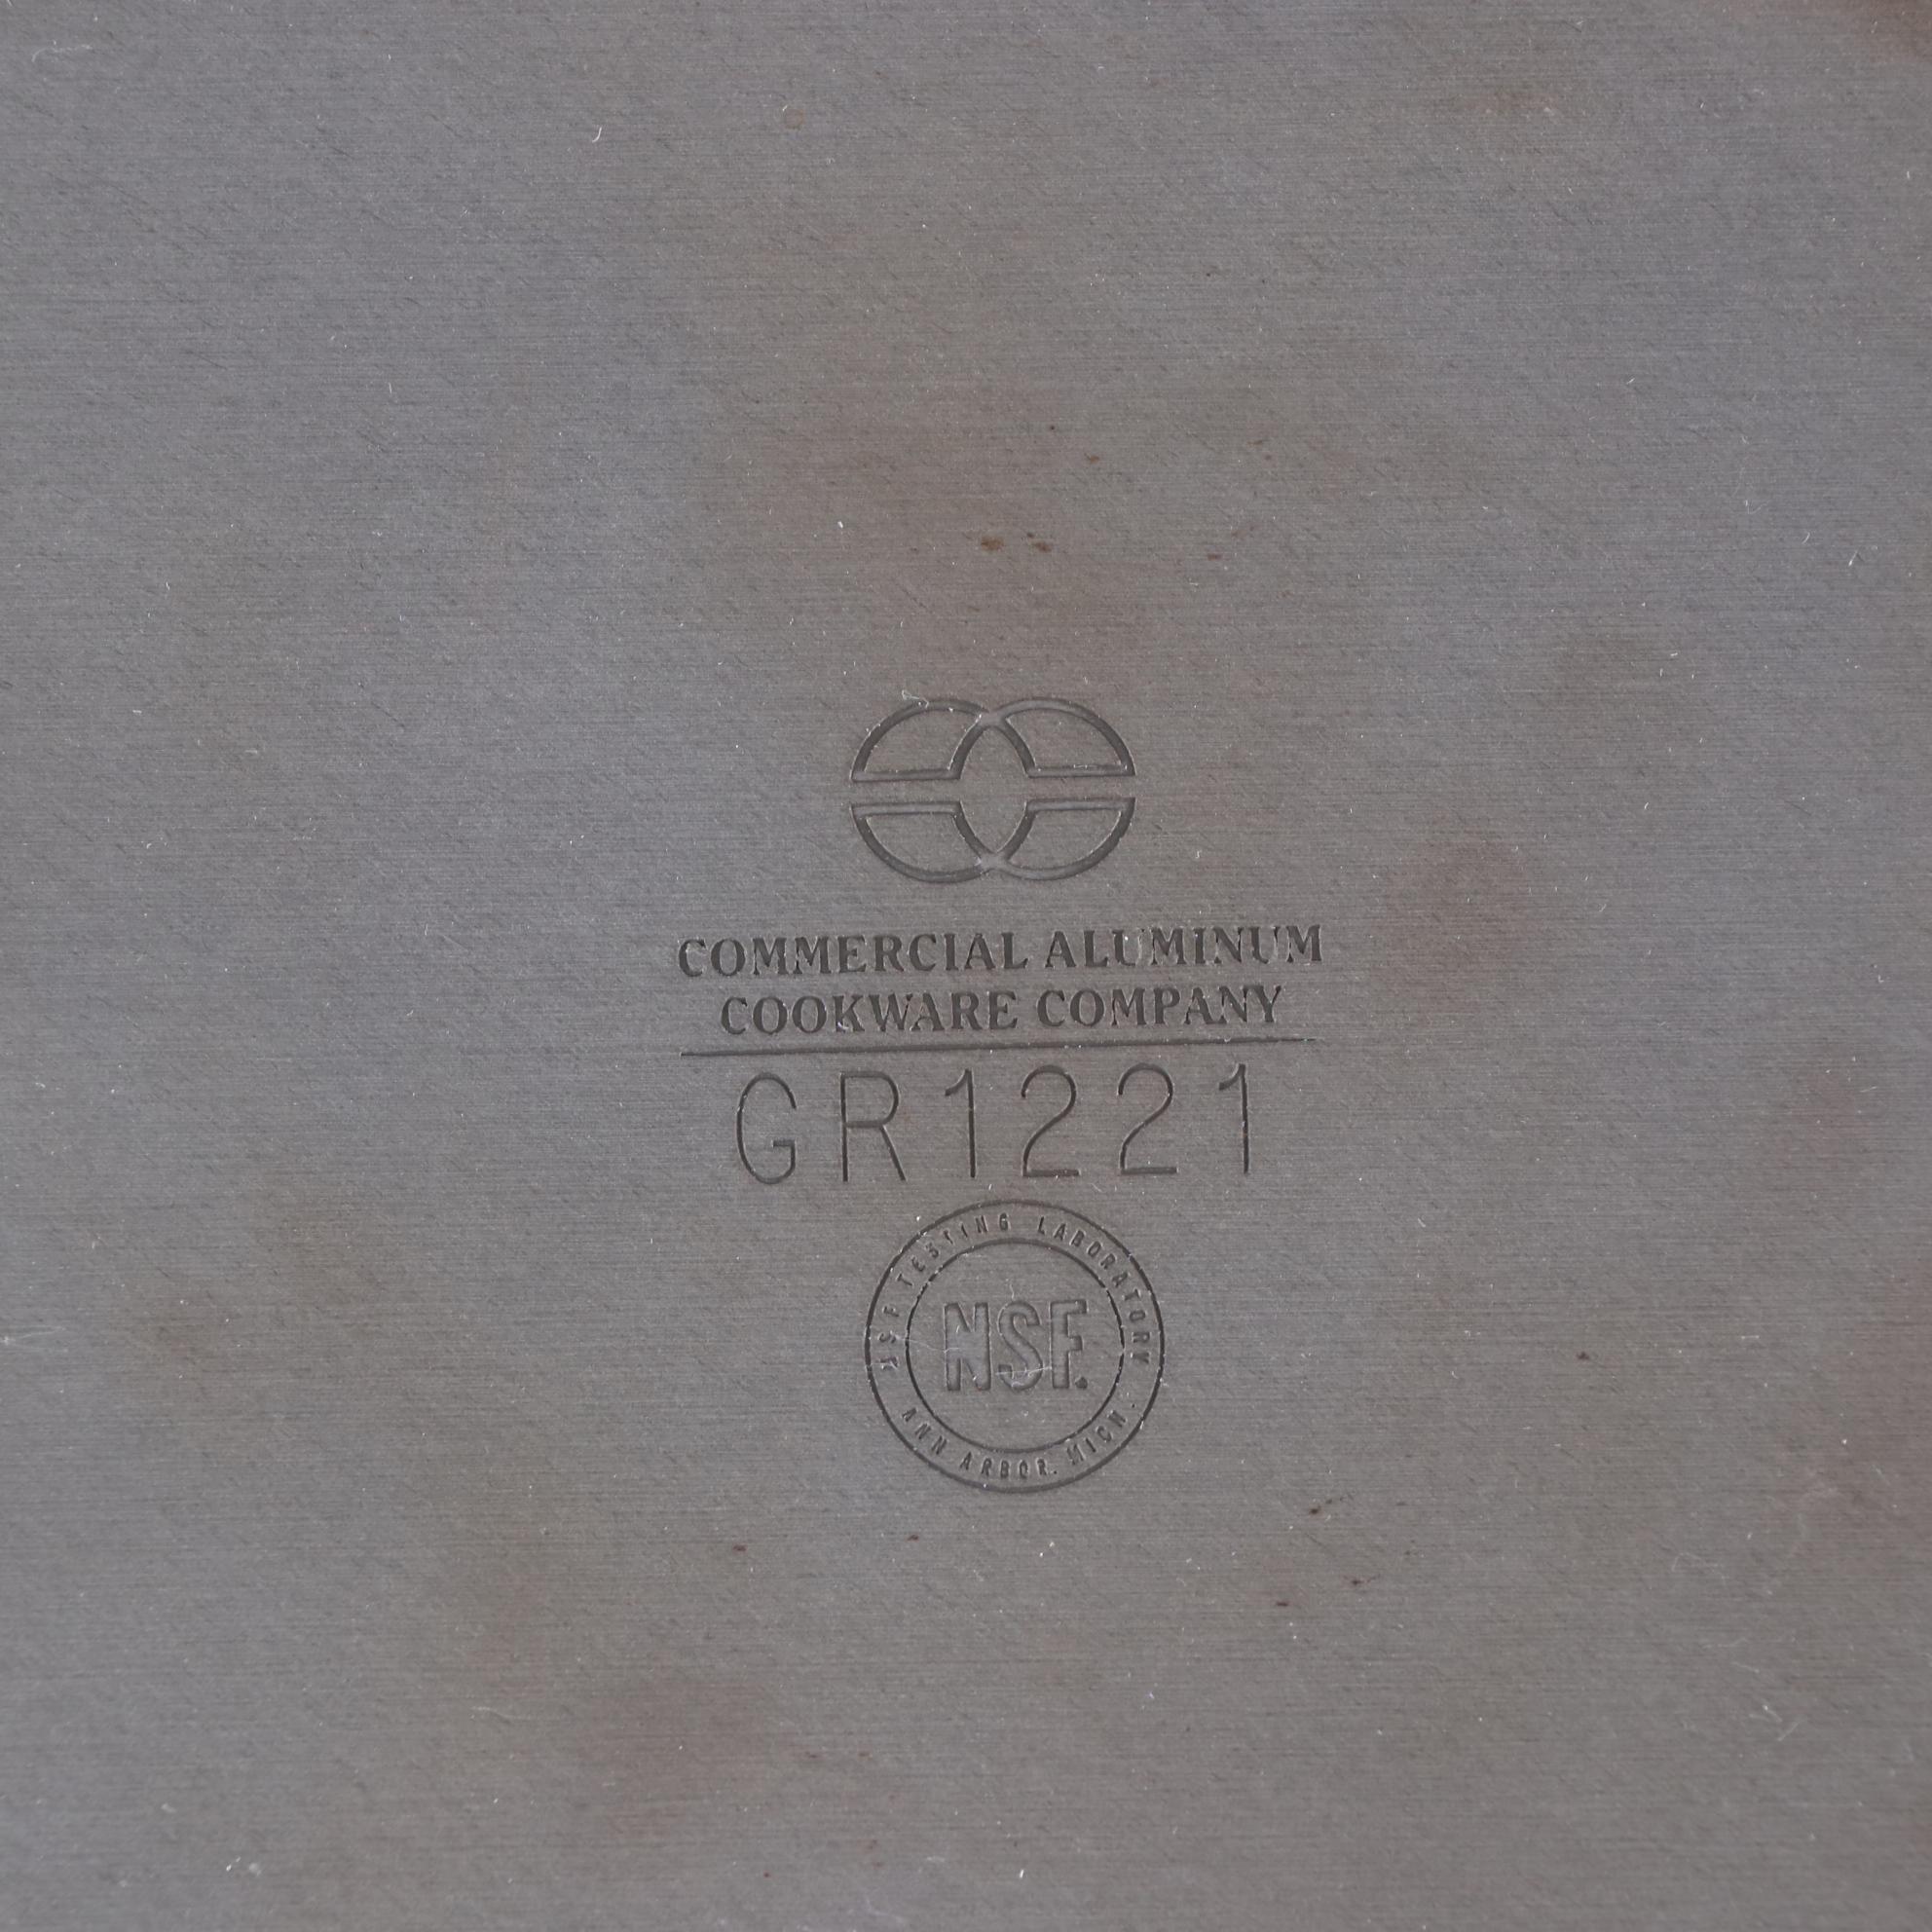 COMMERCIAL ALUMINUM
COOKWARE COMPANY
GR1221
NSF TESTING LABORATORY
NSF.
ANN ARBOR. MICH.